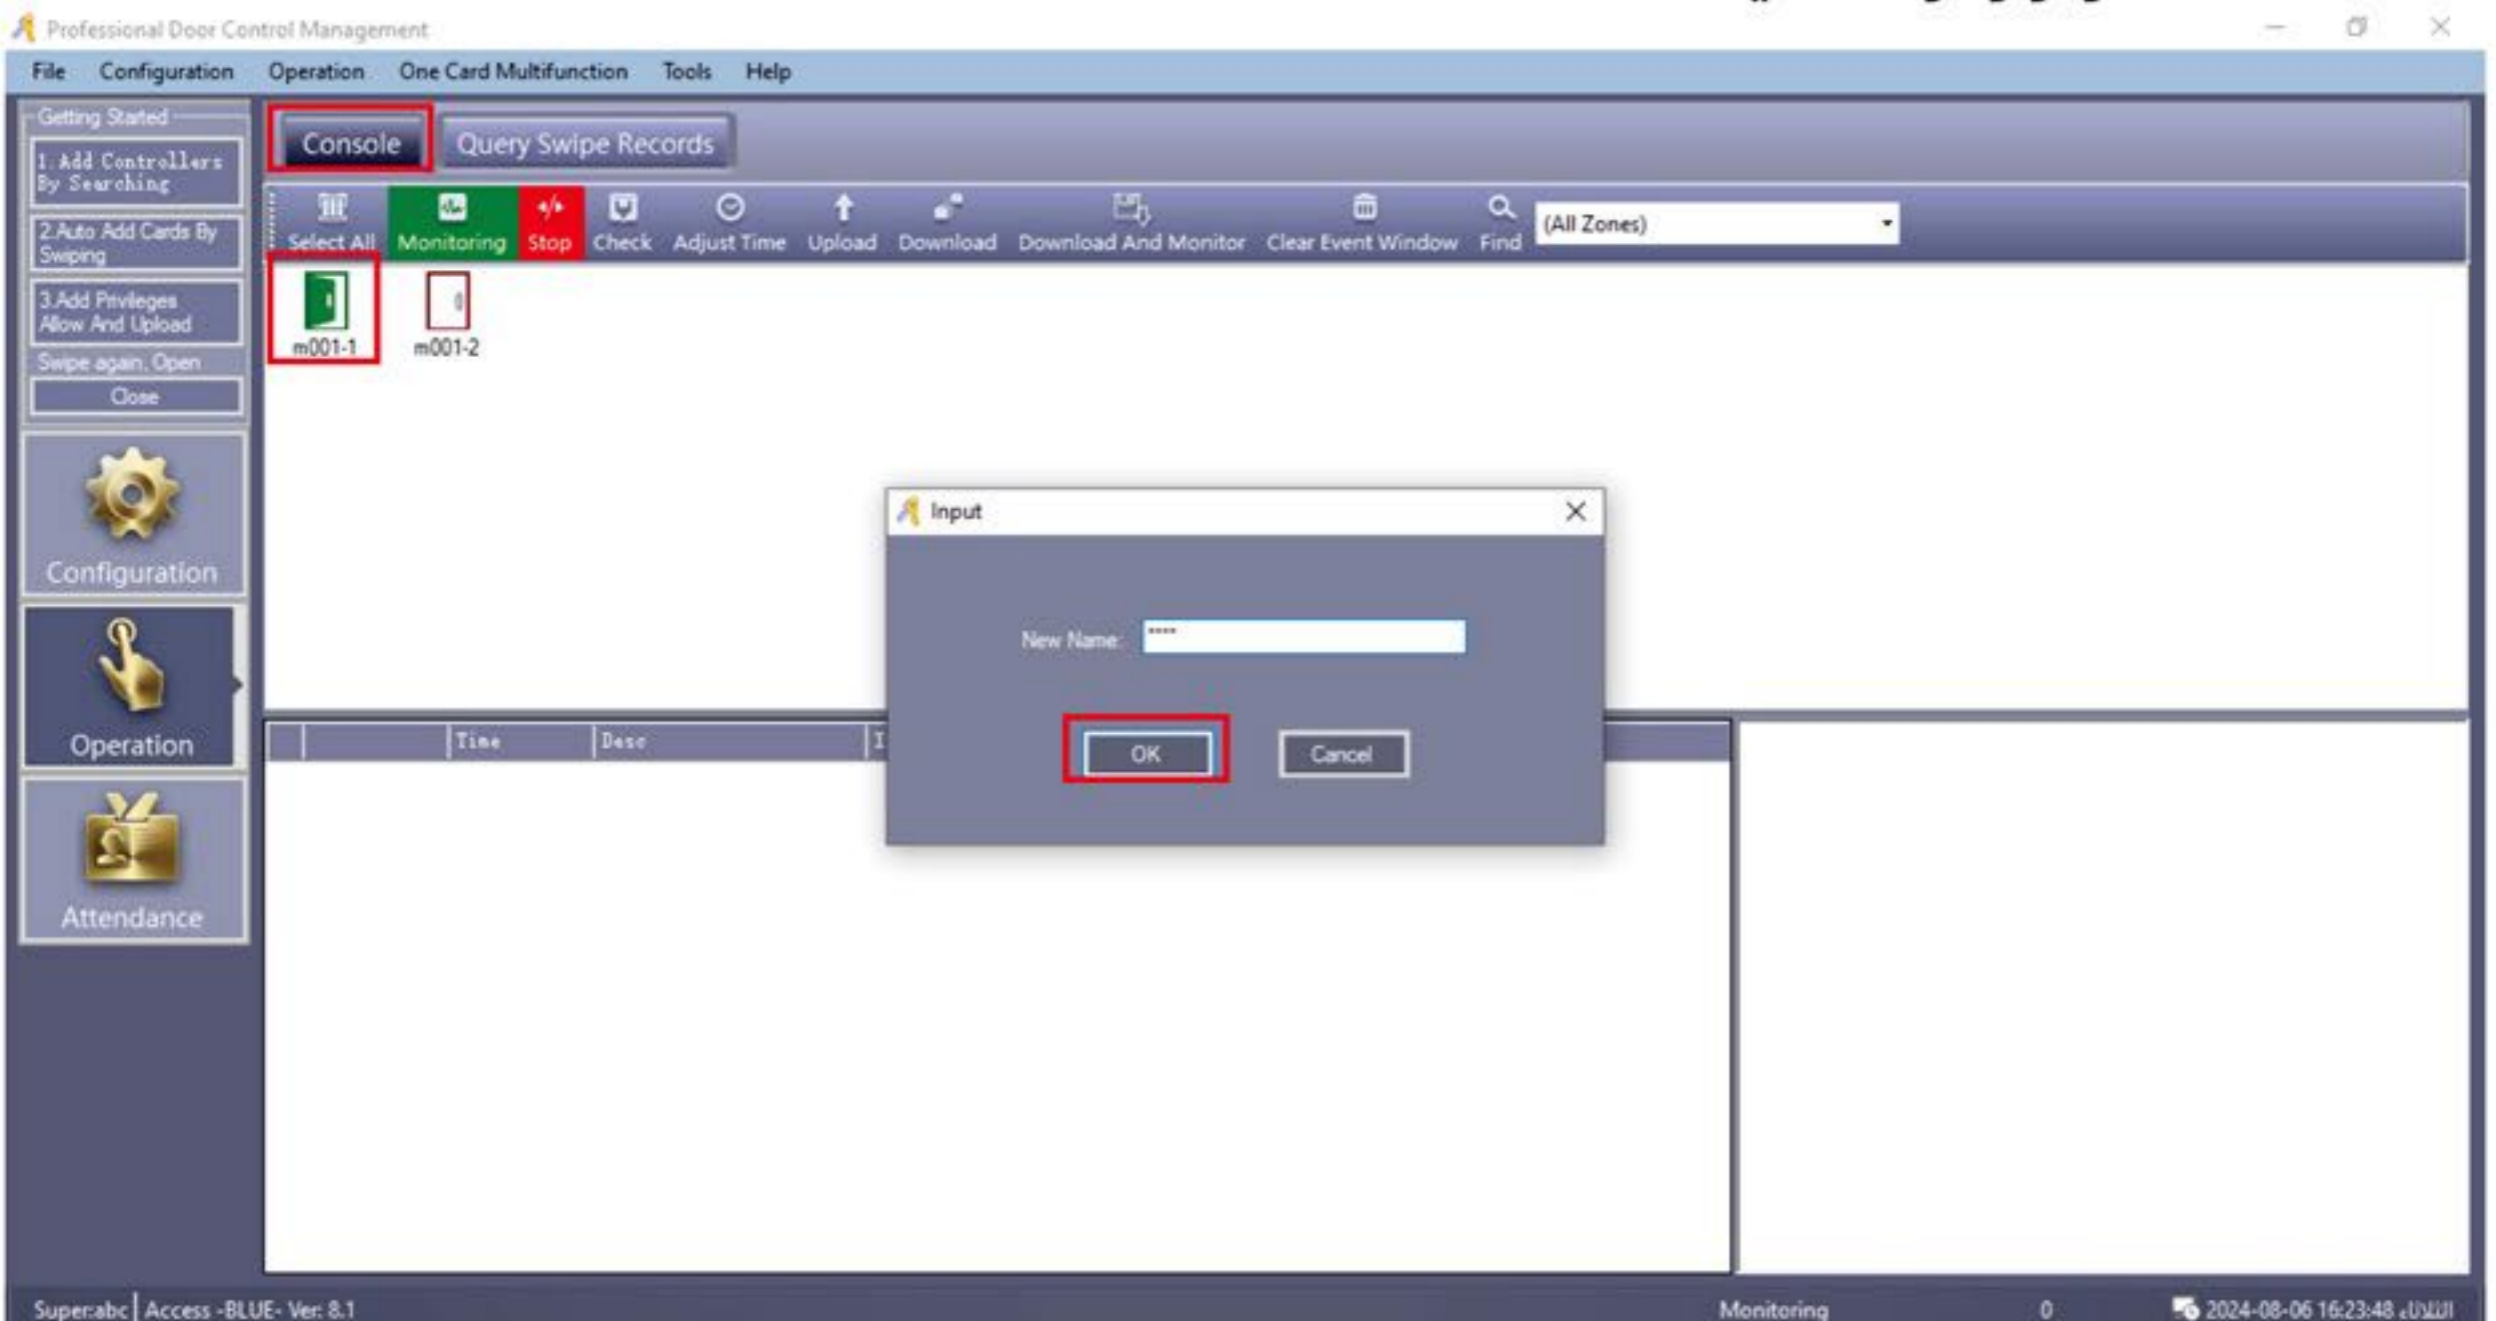 Professional Door Control Management
File Configuration Operation One Card Multifunction Tools Help
Getting Started
1. Add Controllers
By Searching
2.Auto Add Cards By
Swiping
3.Add Privileges
Allow And Upload
Swipe again, Open
Close
Configuration
Operation
Attendance
Console Query Swipe Records
Select All Monitoring Stop Check Adjust Time Upload Download Download And Monitor Clear Event Window Find (All Zones)
m001-1 m001-2
Input
New Name: ****
OK Cancel
Time Desc I
Super:abc Access -BLUE- Ver: 8.1 Monitoring 0 2024-08-06 16:23:48 الثلاثاء